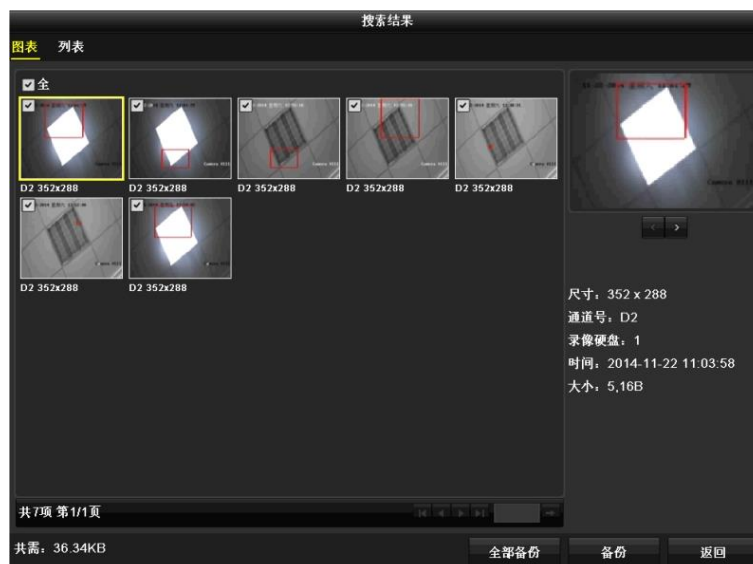 搜索结果
图表 列表
全
D2 352x288 D2 352x288 D2 352x288 D2 352x288 D2 352x288
D2 352x288 D2 352x288
共7项 第1/1页
尺寸：352 x 288
通道号：D2
录像硬盘：1
时间：2014-11-22 11:03:58
大小：5,16B
共需：36.34KB
全部备份 备份 返回